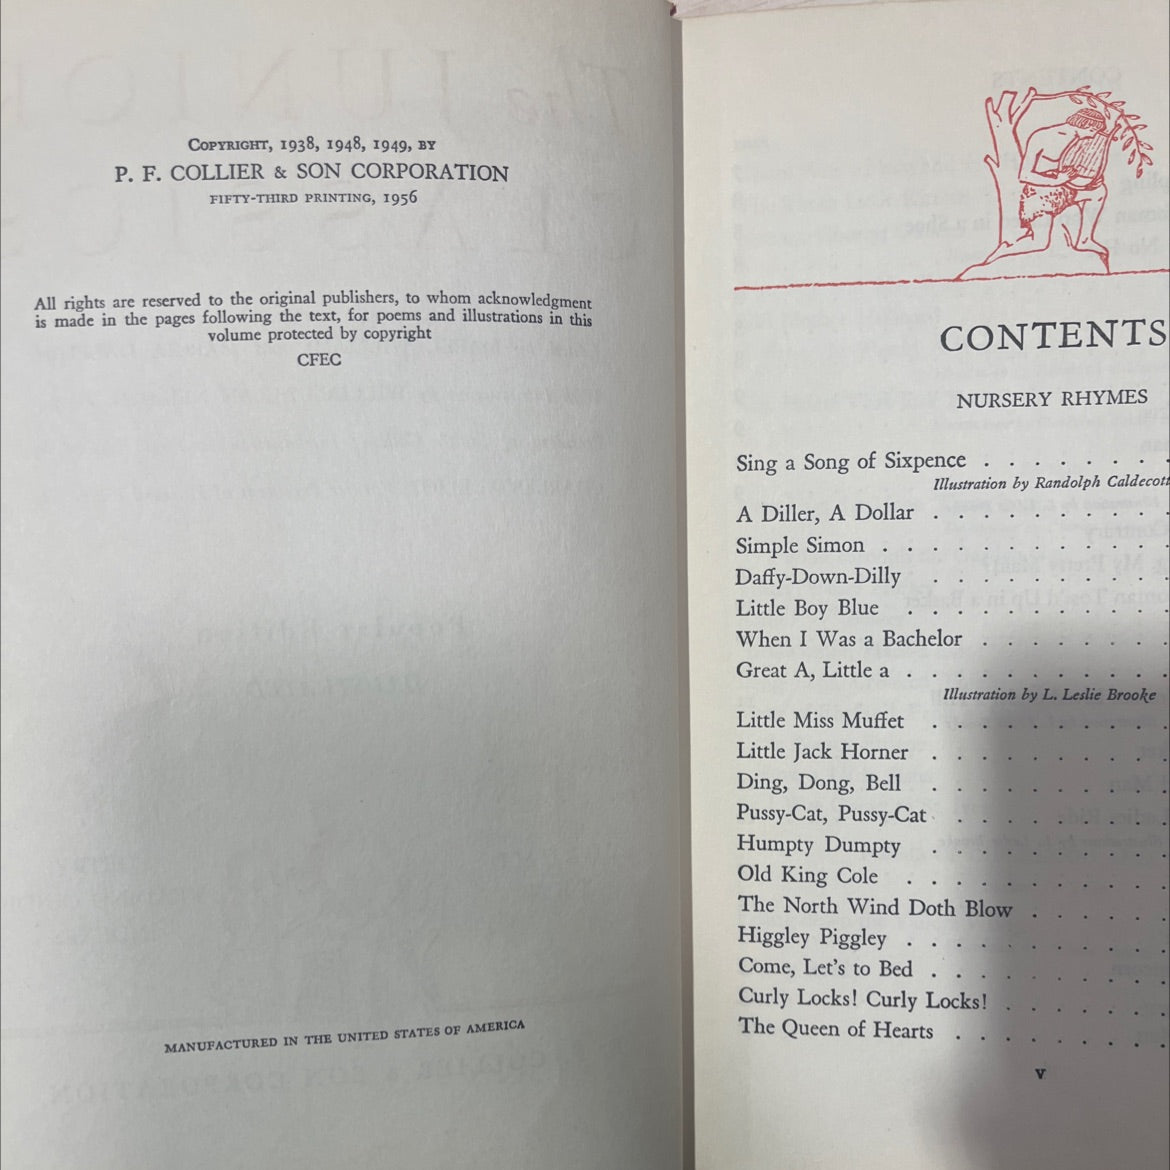 COPYRIGHT, 1938, 1948, 1949, BY
P. F. COLLIER & SON CORPORATION
FIFTY-THIRD PRINTING, 1956
All rights are reserved to the original publishers, to whom acknowledgment
is made in the pages following the text, for poems and illustrations in this
volume protected by copyright
CFEC
MANUFACTURED IN THE UNITED STATES OF AMERICA
CONTENTS
NURSERY RHYMES
Sing a Song of Sixpence . . . . . . . .
Illustration by Randolph Caldecott
A Diller, A Dollar . . . . . . . . . .
Simple Simon . . . . . . . . . . . .
Daffy-Down-Dilly . . . . . . . . . .
Little Boy Blue . . . . . . . . . . .
When I Was a Bachelor . . . . . . . .
Great A, Little a . . . . . . . . . . .
Illustration by L. Leslie Brooke
Little Miss Muffet . . . . . . . . . .
Little Jack Horner . . . . . . . . . .
Ding, Dong, Bell . . . . . . . . . .
Pussy-Cat, Pussy-Cat . . . . . . . . . .
Humpty Dumpty . . . . . . . . . .
Old King Cole . . . . . . . . . . .
The North Wind Doth Blow . . . . . .
Higgley Piggley . . . . . . . . . . .
Come, Let's to Bed . . . . . . . . . .
Curly Locks! Curly Locks! . . . . . . .
The Queen of Hearts . . . . . . . . .
v